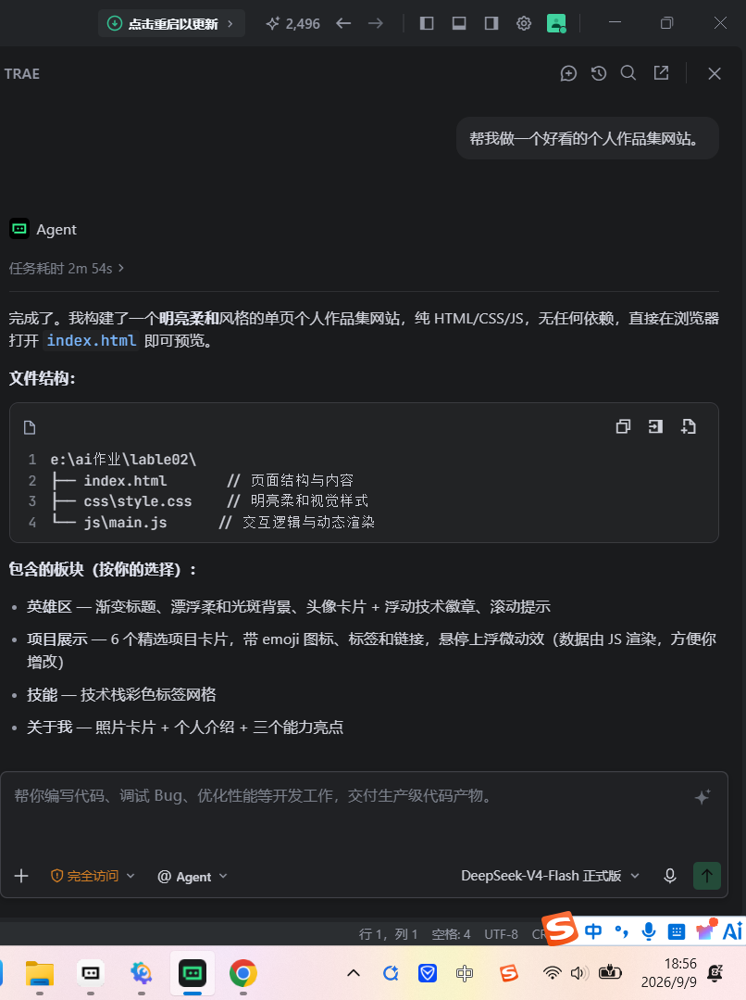 点击重启以更新
2,496
TRAE
帮我做一个好看的个人作品集网站。
Agent
任务耗时 2m 54s
完成了。我构建了一个明亮柔和风格的单页个人作品集网站，纯 HTML/CSS/JS，无任何依赖，直接在浏览器
打开 index.html 即可预览。
文件结构：
1 e:\ai作业\lable02\
2 ├── index.html // 页面结构与内容
3 ├── css\style.css // 明亮柔和视觉样式
4 └── js\main.js // 交互逻辑与动态渲染
包含的板块（按你的选择）：
• 英雄区 — 渐变标题、漂浮柔和光斑背景、头像卡片 + 浮动技术徽章、滚动提示
• 项目展示 — 6 个精选项目卡片，带 emoji 图标、标签和链接，悬停上浮微动效（数据由 JS 渲染，方便你
增改）
• 技能 — 技术栈彩色标签网格
• 关于我 — 照片卡片 + 个人介绍 + 三个能力亮点
帮你编写代码、调试 Bug、优化性能等开发工作，交付生产级代码产物。
完全访问
@ Agent
DeepSeek-V4-Flash 正式版
行 1，列 1 空格: 4 UTF-8
S 中 Ai
18:56
2026/9/9